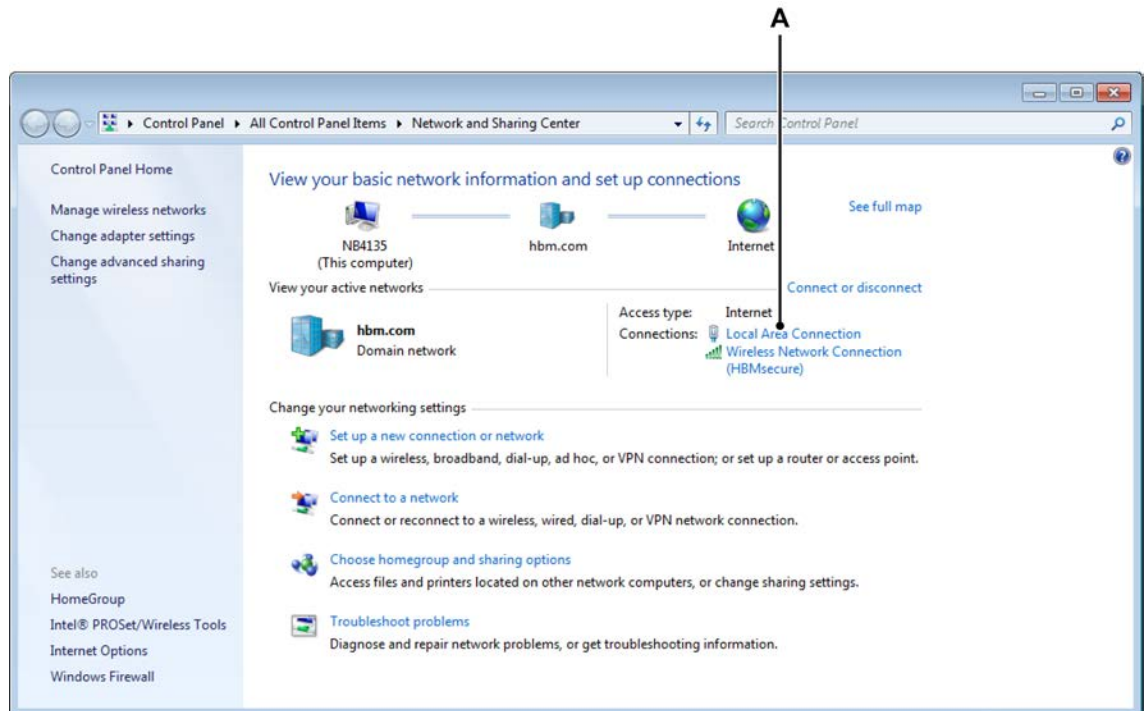 A
Control Panel ▸ All Control Panel Items ▸ Network and Sharing Center
Search Control Panel
Control Panel Home
Manage wireless networks
Change adapter settings
Change advanced sharing
settings
See also
HomeGroup
Intel® PROSet/Wireless Tools
Internet Options
Windows Firewall
View your basic network information and set up connections
See full map
NB4135 hbm.com Internet
(This computer)
View your active networks
Connect or disconnect
hbm.com
Domain network
Access type: Internet
Connections: Local Area Connection
Wireless Network Connection
(HBMsecure)
Change your networking settings
Set up a new connection or network
Set up a wireless, broadband, dial-up, ad hoc, or VPN connection; or set up a router or access point.
Connect to a network
Connect or reconnect to a wireless, wired, dial-up, or VPN network connection.
Choose homegroup and sharing options
Access files and printers located on other network computers, or change sharing settings.
Troubleshoot problems
Diagnose and repair network problems, or get troubleshooting information.